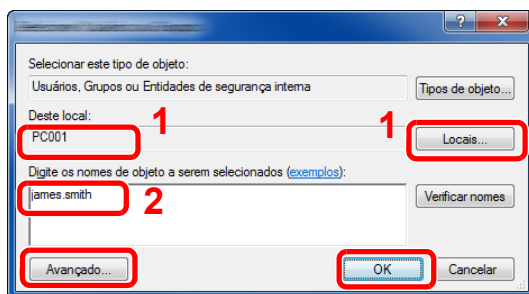 Selecionar este tipo de objeto:
Usuários, Grupos ou Entidades de segurança interna
Tipos de objeto...
Deste local:
1
1
PC001
Locais...
Digite os nomes de objeto a serem selecionados (exemplos):
james.smith
2
Verificar nomes
Avançado...
OK
Cancelar